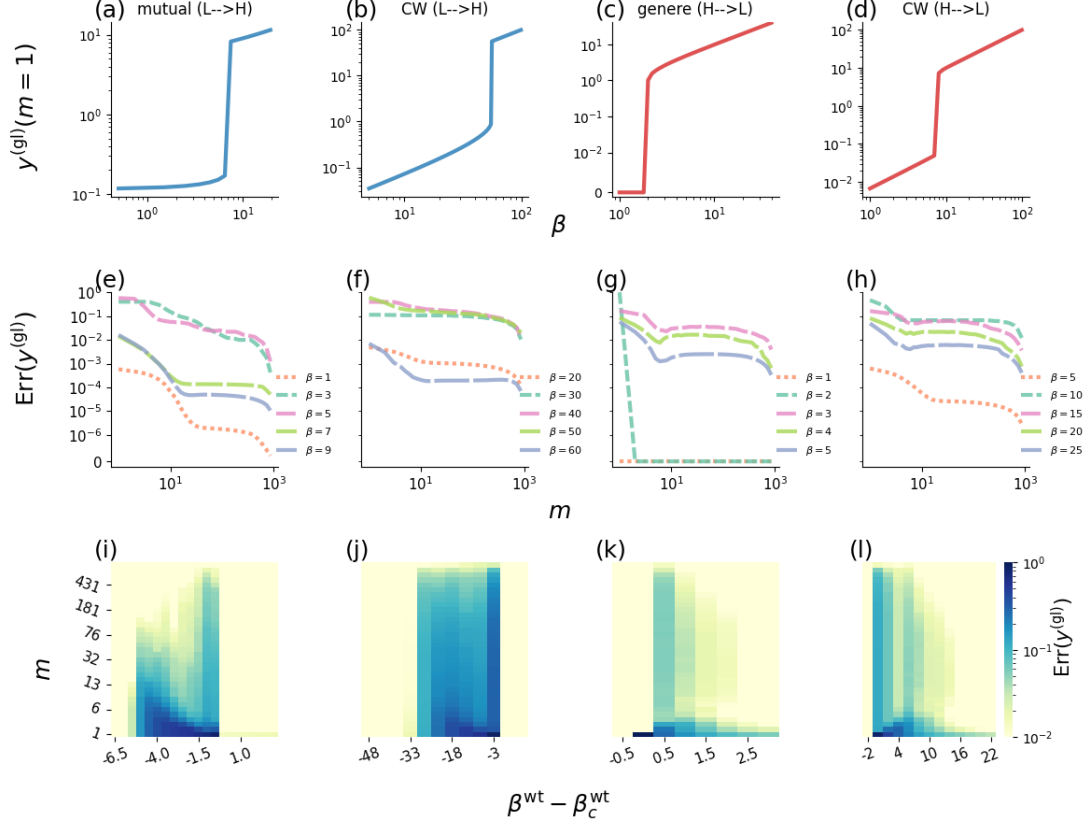 (a) mutual (L-->H)
(b) CW (L-->H)
(c) genere (H-->L)
(d) CW (H-->L)
y^(gl)(m = 1)
10^1
10^0
10^-1
10^0 10^1
10^2
10^1
10^0
10^-1
10^1 10^2
10^1
10^0
10^-2
0
10^0 10^1
10^2
10^1
10^0
10^-1
10^-2
10^0 10^1 10^2
β
(e)
(f)
(g)
(h)
Err(y^(gl))
10^0
10^-1
10^-2
10^-3
10^-4
10^-5
10^-6
0
β = 1
β = 3
β = 5
β = 7
β = 9
β = 20
β = 30
β = 40
β = 50
β = 60
β = 1
β = 2
β = 3
β = 4
β = 5
β = 5
β = 10
β = 15
β = 20
β = 25
10^1 10^3
10^1 10^3
10^1 10^3
10^1 10^3
m
(i)
(j)
(k)
(l)
m
431
181
76
32
13
6
1
-6.5 -4.0 -1.5 1.0
-48 -33 -18 -3
-0.5 0.5 1.5 2.5
-2 4 10 16 22
10^0
10^-1
10^-2
Err(y^(gl))
β^wt − β_c^wt